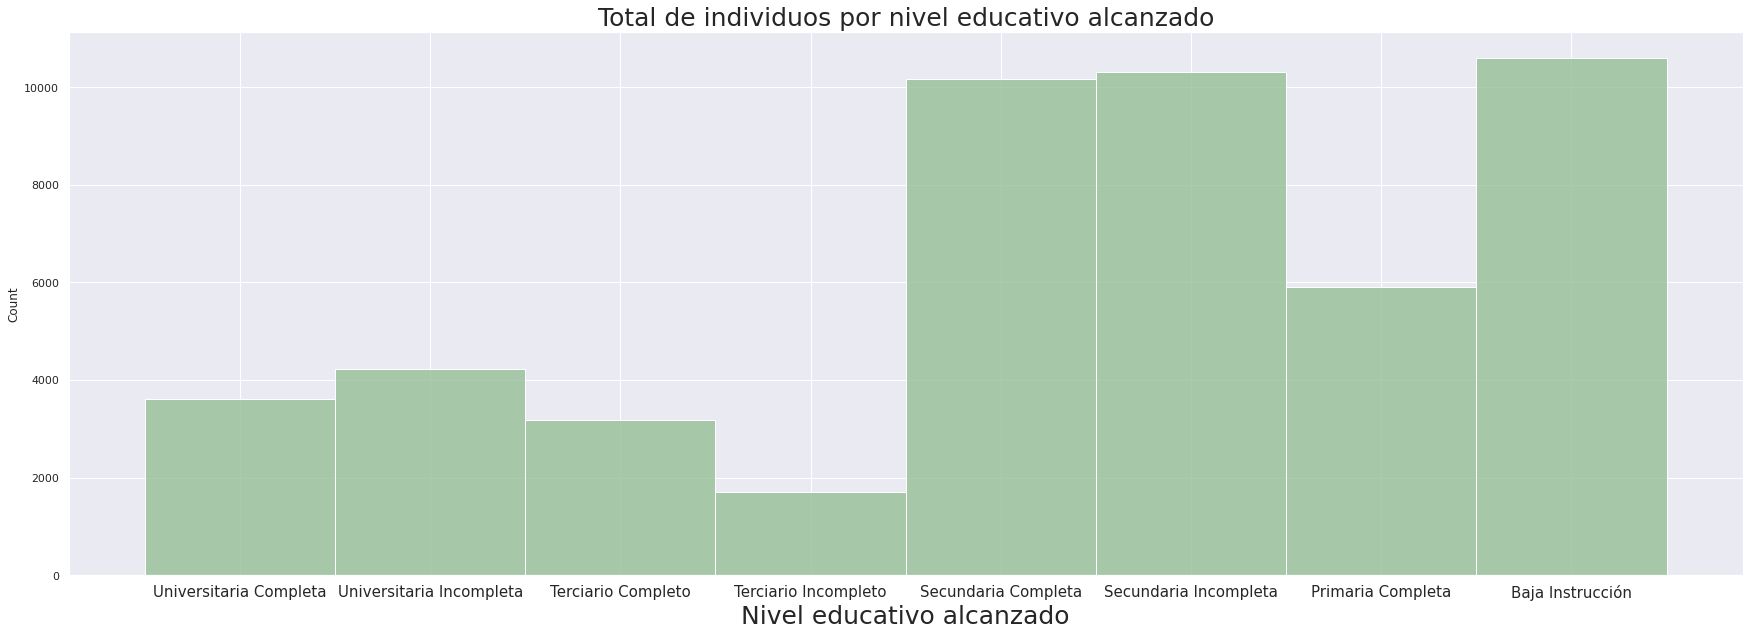 Total de individuos por nivel educativo alcanzado
10000
8000
6000
4000
2000
0
Count
Universitaria Completa Universitaria Incompleta Terciario Completo Terciario Incompleto Secundaria Completa Secundaria Incompleta Primaria Completa Baja Instrucción
Nivel educativo alcanzado